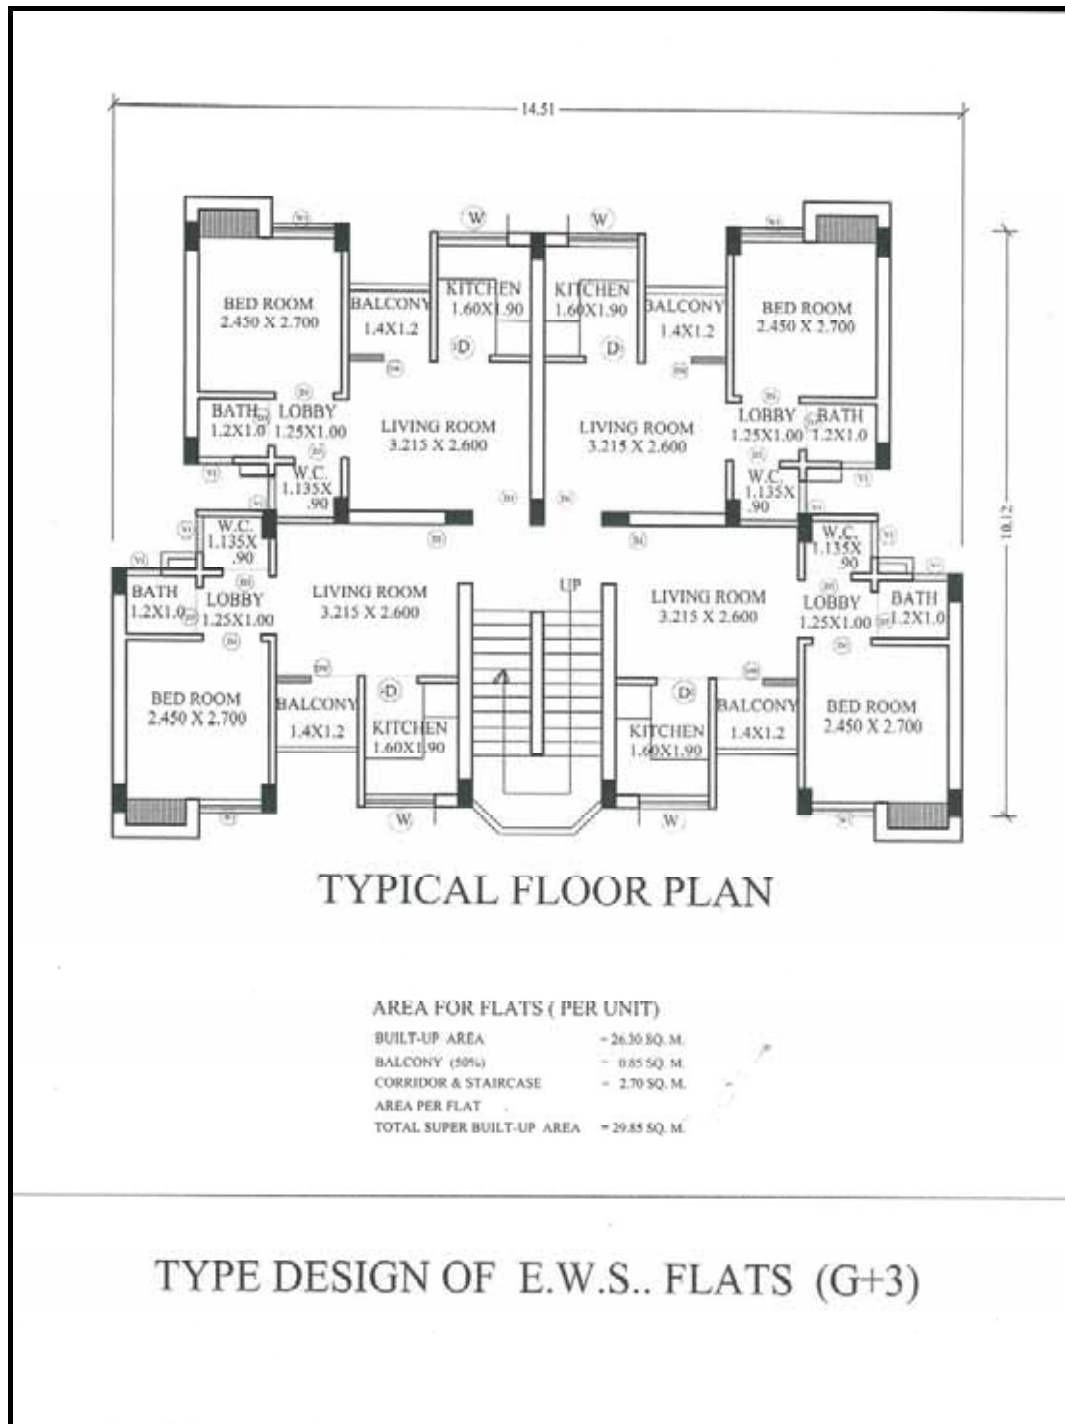 14.51
W W
BED ROOM
2.450 X 2.700
BALCONY
1.4X1.2
KITCHEN
1.60X1.90
KITCHEN
1.60X1.90
BALCONY
1.4X1.2
BED ROOM
2.450 X 2.700
D D
BATH
1.2X1.0
LOBBY
1.25X1.00
LIVING ROOM
3.215 X 2.600
LIVING ROOM
3.215 X 2.600
LOBBY
1.25X1.00
BATH
1.2X1.0
W.C.
1.135X
.90
W.C.
1.135X
.90
10.12
W.C.
1.135X
.90
W.C.
1.135X
.90
BATH
1.2X1.0
LOBBY
1.25X1.00
LIVING ROOM
3.215 X 2.600
UP
LIVING ROOM
3.215 X 2.600
LOBBY
1.25X1.00
BATH
1.2X1.0
D D
BED ROOM
2.450 X 2.700
BALCONY
1.4X1.2
KITCHEN
1.60X1.90
KITCHEN
1.60X1.90
BALCONY
1.4X1.2
BED ROOM
2.450 X 2.700
W W
TYPICAL FLOOR PLAN
AREA FOR FLATS ( PER UNIT)
BUILT-UP AREA = 26.30 SQ. M.
BALCONY (50%) = 0.85 SQ. M.
CORRIDOR & STAIRCASE = 2.70 SQ. M.
AREA PER FLAT
TOTAL SUPER BUILT-UP AREA = 29.85 SQ. M.
TYPE DESIGN OF E.W.S.. FLATS (G+3)